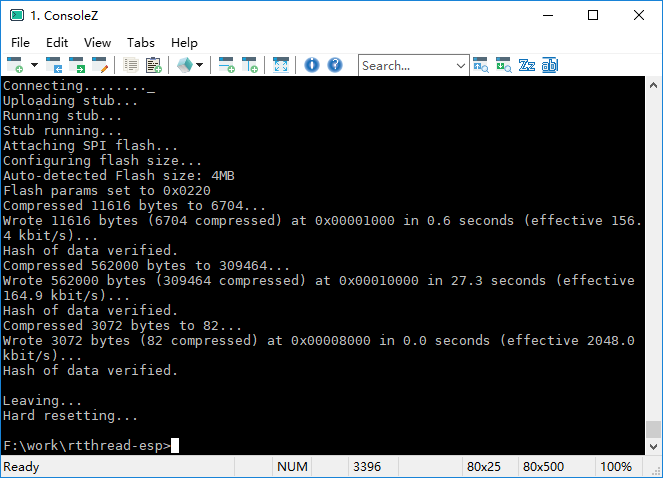 1. ConsoleZ
File Edit View Tabs Help
Search...
Connecting........_
Uploading stub...
Running stub...
Stub running...
Attaching SPI flash...
Configuring flash size...
Auto-detected Flash size: 4MB
Flash params set to 0x0220
Compressed 11616 bytes to 6704...
Wrote 11616 bytes (6704 compressed) at 0x00001000 in 0.6 seconds (effective 156.
4 kbit/s)...
Hash of data verified.
Compressed 562000 bytes to 309464...
Wrote 562000 bytes (309464 compressed) at 0x00010000 in 27.3 seconds (effective
164.9 kbit/s)...
Hash of data verified.
Compressed 3072 bytes to 82...
Wrote 3072 bytes (82 compressed) at 0x00008000 in 0.0 seconds (effective 2048.0
kbit/s)...
Hash of data verified.
Leaving...
Hard resetting...
F:\work\rtthread-esp>
Ready NUM 3396 80x25 80x500 100%